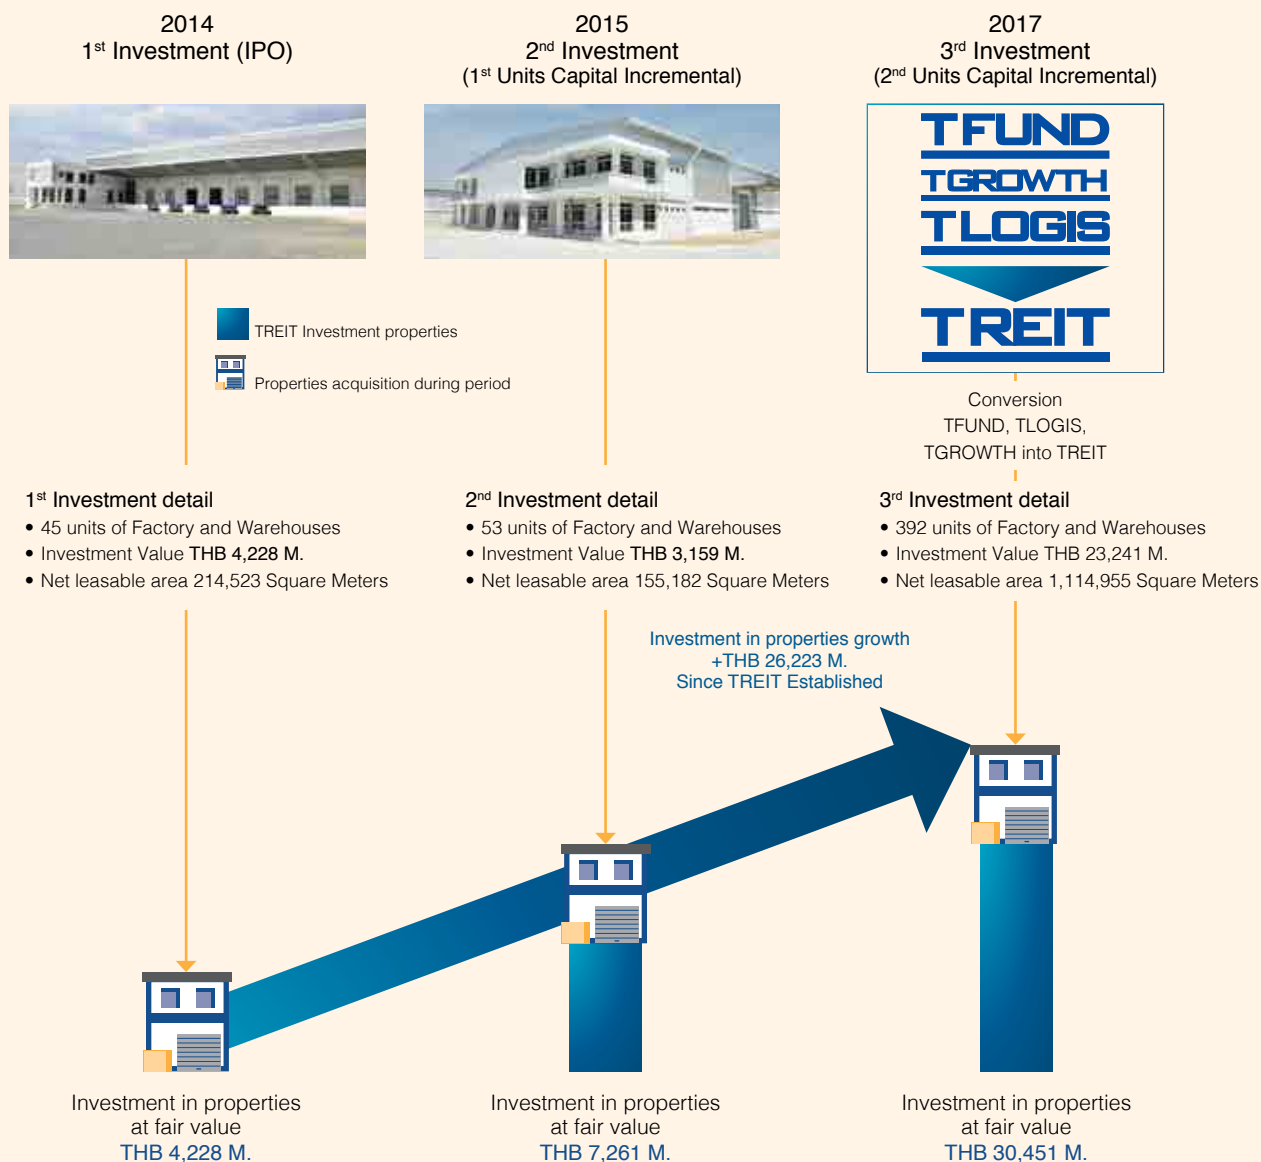 2014
1st Investment (IPO)
2015
2nd Investment
(1st Units Capital Incremental)
2017
3rd Investment
(2nd Units Capital Incremental)
TFUND
TGROWTH
TLOGIS
TREIT
TREIT Investment properties
Properties acquisition during period
Conversion
TFUND, TLOGIS,
TGROWTH into TREIT
1st Investment detail
• 45 units of Factory and Warehouses
• Investment Value THB 4,228 M.
• Net leasable area 214,523 Square Meters
2nd Investment detail
• 53 units of Factory and Warehouses
• Investment Value THB 3,159 M.
• Net leasable area 155,182 Square Meters
3rd Investment detail
• 392 units of Factory and Warehouses
• Investment Value THB 23,241 M.
• Net leasable area 1,114,955 Square Meters
Investment in properties growth
+THB 26,223 M.
Since TREIT Established
Investment in properties
at fair value
THB 4,228 M.
Investment in properties
at fair value
THB 7,261 M.
Investment in properties
at fair value
THB 30,451 M.